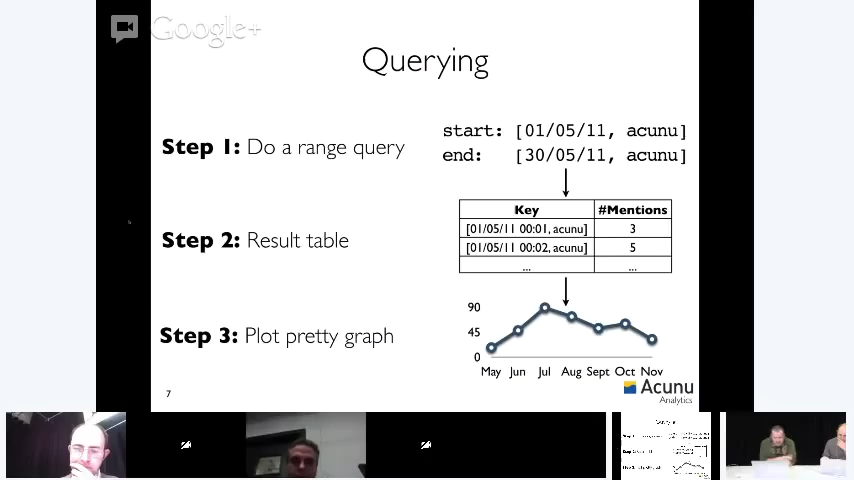 Google+
Querying
Step 1: Do a range query
start: [01/05/11, acunu]
end: [30/05/11, acunu]
Key #Mentions
[01/05/11 00:01, acunu] 3
[01/05/11 00:02, acunu] 5
... ...
Step 2: Result table
Step 3: Plot pretty graph
90
45
0
May Jun Jul Aug Sept Oct Nov
7
Acunu
Analytics